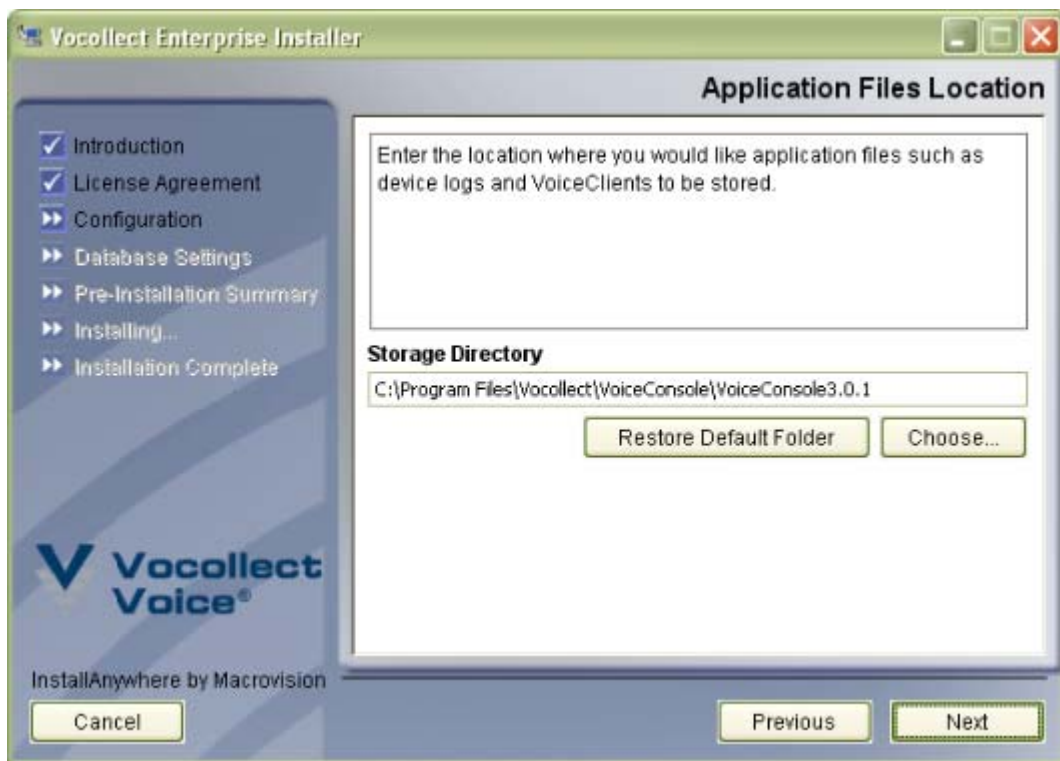 Vocollect Enterprise Installer
Application Files Location
Introduction
License Agreement
Configuration
Database Settings
Pre-Installation Summary
Installing...
Installation Complete
Enter the location where you would like application files such as
device logs and VoiceClients to be stored.
Storage Directory
C:\Program Files\Vocollect\VoiceConsole\VoiceConsole3.0.1
Restore Default Folder
Choose...
Vocollect
Voice®
InstallAnywhere by Macrovision
Cancel
Previous
Next